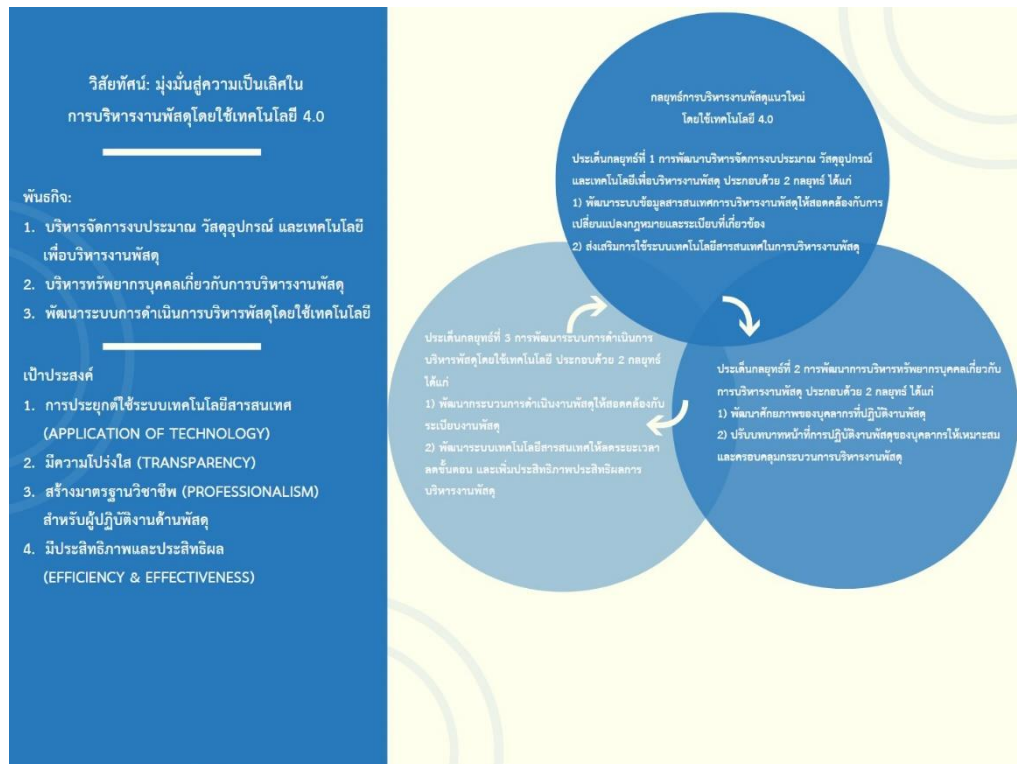 วิสัยทัศน์: มุ่งมั่นสู่ความเป็นเลิศใน
การบริหารงานพัสดุโดยใช้เทคโนโลยี 4.0
พันธกิจ:
1. บริหารจัดการงบประมาณ วัสดุอุปกรณ์ และเทคโนโลยี
เพื่อบริหารงานพัสดุ
2. บริหารทรัพยากรบุคคลเกี่ยวกับการบริหารงานพัสดุ
3. พัฒนาระบบการดำเนินการบริหารพัสดุโดยใช้เทคโนโลยี
เป้าประสงค์
1. การประยุกต์ใช้ระบบเทคโนโลยีสารสนเทศ
(APPLICATION OF TECHNOLOGY)
2. มีความโปร่งใส (TRANSPARENCY)
3. สร้างมาตรฐานวิชาชีพ (PROFESSIONALISM)
สำหรับผู้ปฏิบัติงานด้านพัสดุ
4. มีประสิทธิภาพและประสิทธิผล
(EFFICIENCY & EFFECTIVENESS)
กลยุทธ์การบริหารงานพัสดุแนวใหม่
โดยใช้เทคโนโลยี 4.0
ประเด็นกลยุทธ์ที่ 1 การพัฒนาบริหารจัดการงบประมาณ วัสดุอุปกรณ์
และเทคโนโลยีเพื่อบริหารงานพัสดุ ประกอบด้วย 2 กลยุทธ์ ได้แก่
1) พัฒนาระบบข้อมูลสารสนเทศการบริหารงานพัสดุให้สอดคล้องกับการ
เปลี่ยนแปลงกฎหมายและระเบียบที่เกี่ยวข้อง
2) ส่งเสริมการใช้ระบบเทคโนโลยีสารสนเทศในการบริหารงานพัสดุ
ประเด็นกลยุทธ์ที่ 2 การพัฒนาการบริหารทรัพยากรบุคคลเกี่ยวกับ
การบริหารงานพัสดุ ประกอบด้วย 2 กลยุทธ์ ได้แก่
1) พัฒนาศักยภาพของบุคลากรที่ปฏิบัติงานพัสดุ
2) ปรับบทบาทหน้าที่การปฏิบัติงานพัสดุของบุคลากรให้เหมาะสม
และครอบคลุมกระบวนการบริหารงานพัสดุ
ประเด็นกลยุทธ์ที่ 3 การพัฒนาระบบการดำเนินการ
บริหารพัสดุโดยใช้เทคโนโลยี ประกอบด้วย 2 กลยุทธ์
ได้แก่
1) พัฒนากระบวนการดำเนินงานพัสดุให้สอดคล้องกับ
ระเบียบงานพัสดุ
2) พัฒนาระบบเทคโนโลยีสารสนเทศให้ลดระยะเวลา
ลดขั้นตอน และเพิ่มประสิทธิภาพประสิทธิผลการ
บริหารงานพัสดุ